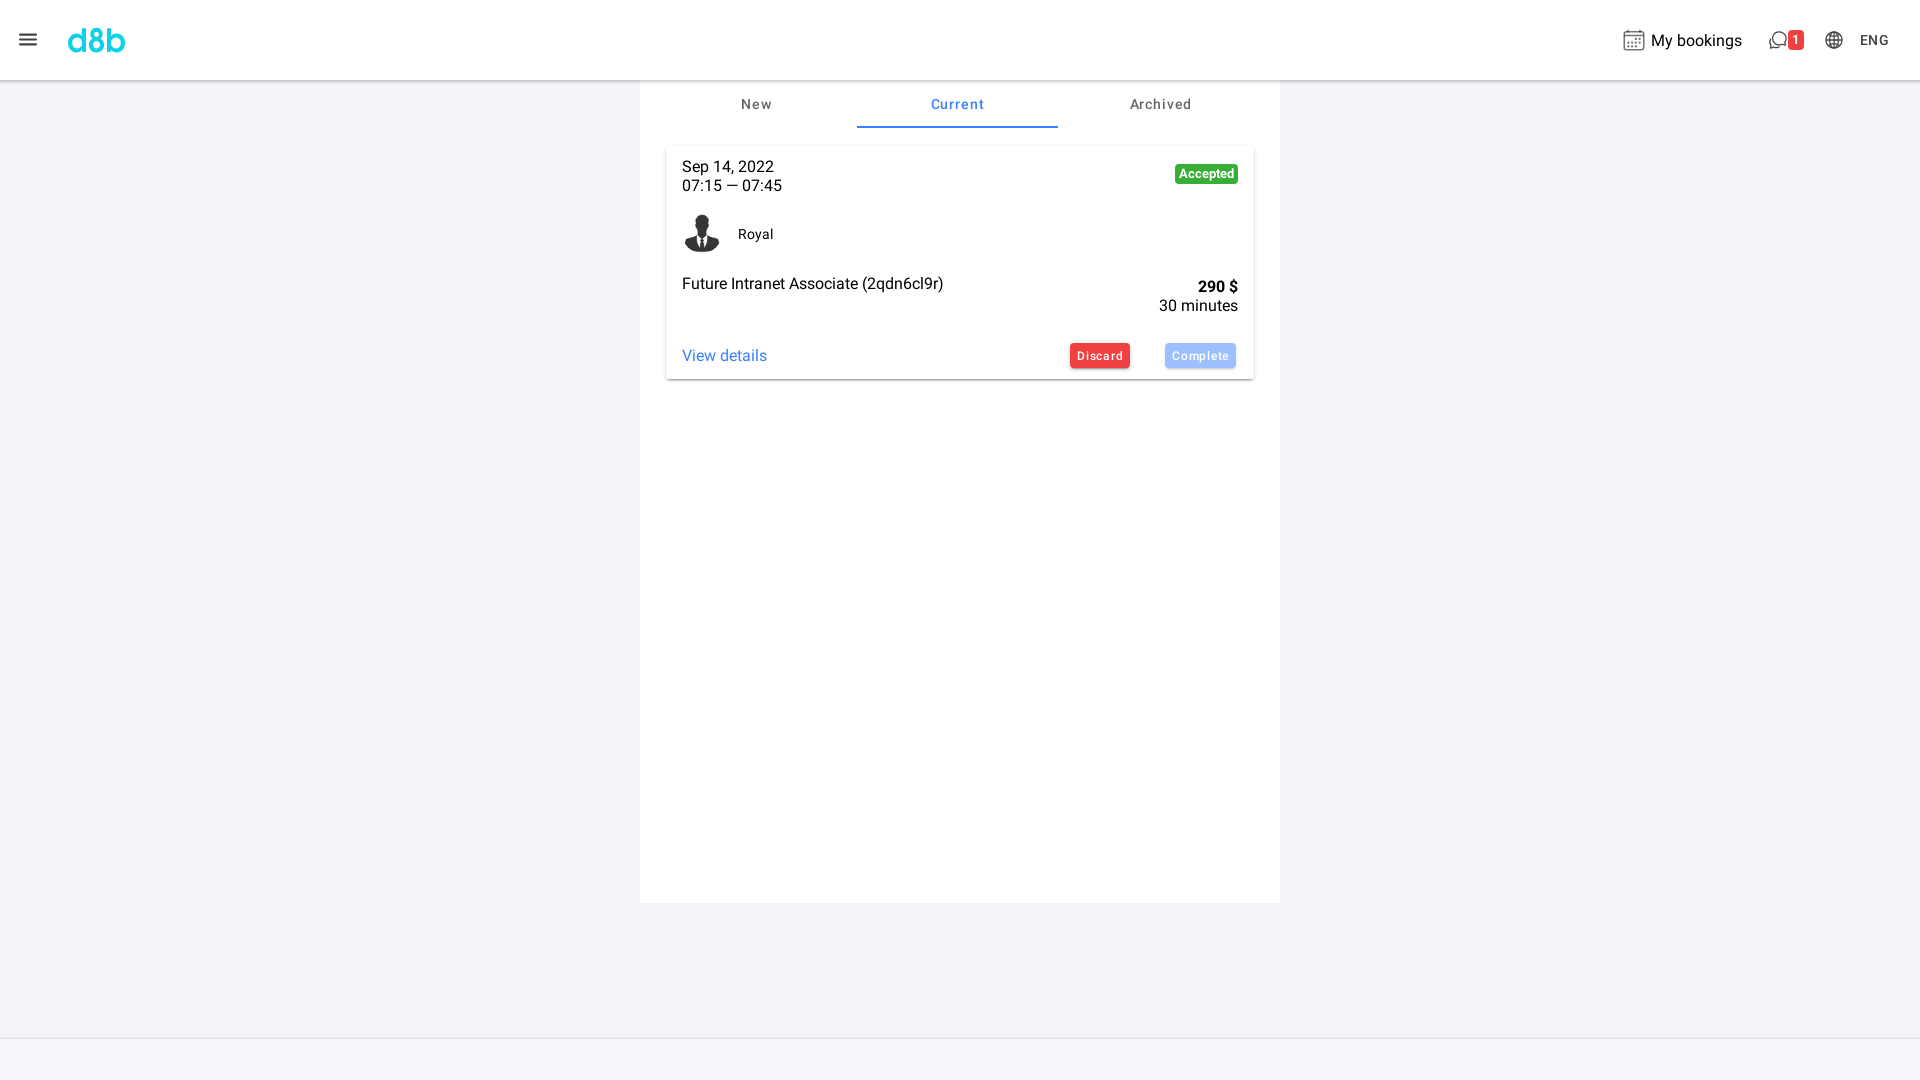 d8b
My bookings
1
ENG
New
Current
Archived
Sep 14, 2022
07:15 — 07:45
Accepted
Royal
Future Intranet Associate (2qdn6cl9r)
290 $
30 minutes
View details
Discard
Complete